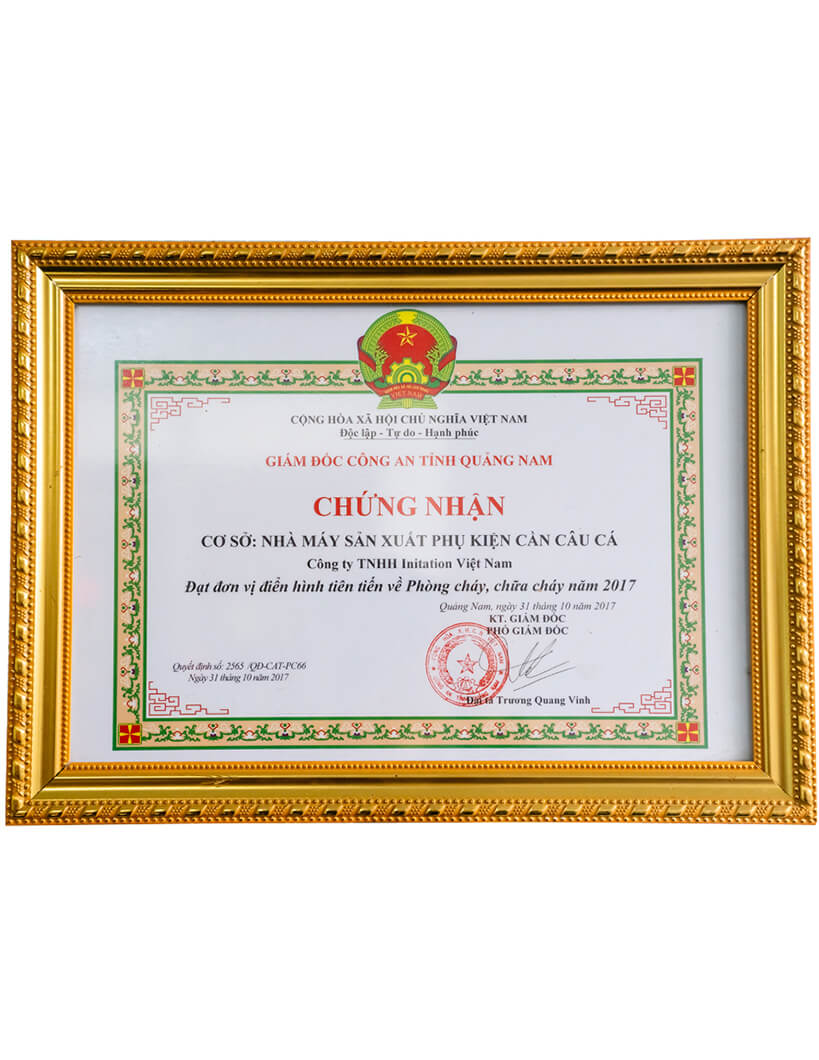 VIỆT NAM
CỘNG HÒA XÃ HỘI CHỦ NGHĨA VIỆT NAM
Độc lập - Tự do - Hạnh phúc
GIÁM ĐỐC CÔNG AN TỈNH QUẢNG NAM
CHỨNG NHẬN
CƠ SỞ: NHÀ MÁY SẢN XUẤT PHỤ KIỆN CẦN CÂU CÁ
Công ty TNHH Initation Việt Nam
Đạt đơn vị điển hình tiên tiến về Phòng cháy, chữa cháy năm 2017
Quảng Nam, ngày 31 tháng 10 năm 2017
KT. GIÁM ĐỐC
PHÓ GIÁM ĐỐC
Quyết định số: 2565 /QĐ-CAT-PC66
Ngày 31 tháng 10 năm 2017
Đại tá Trương Quang Vinh